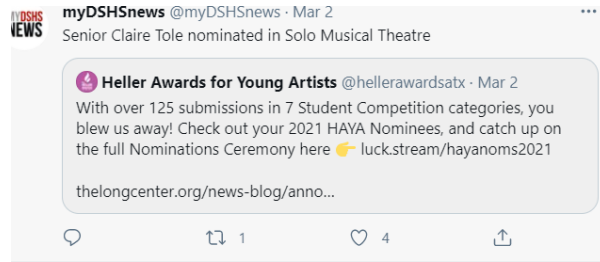 myDSHSnews @myDSHSnews · Mar 2
MYDSHS
NEWS
Senior Claire Tole nominated in Solo Musical Theatre
Heller Awards for Young Artists @hellerawardsatx · Mar 2
With over 125 submissions in 7 Student Competition categories, you
blew us away! Check out your 2021 HAYA Nominees, and catch up on
the full Nominations Ceremony here 👉 luck.stream/hayanoms2021
thelongcenter.org/news-blog/anno...
1
4